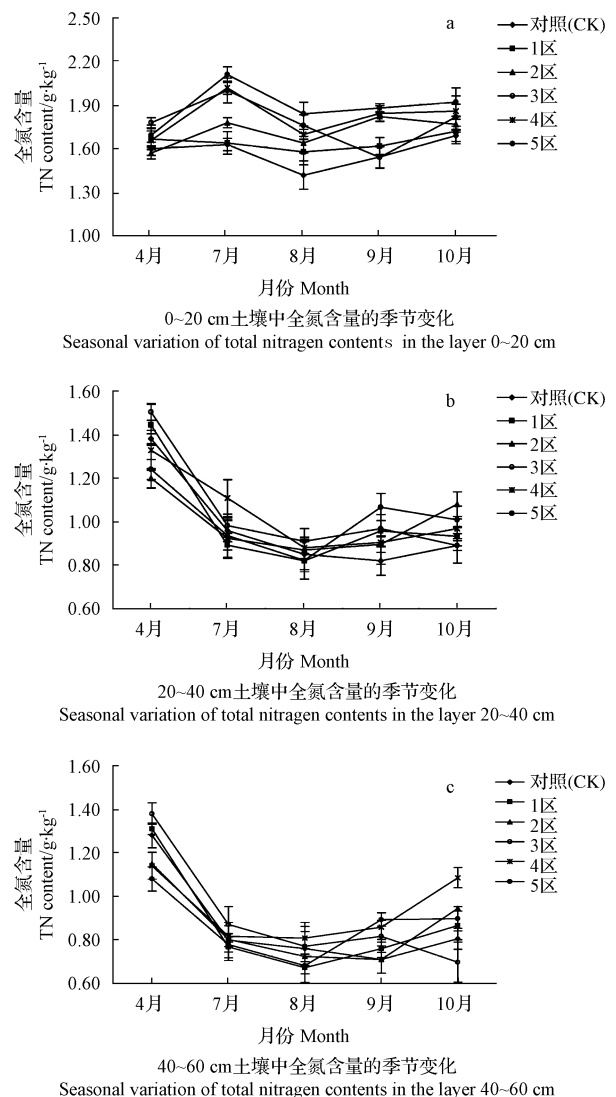 a
2.50
2.20
1.90
1.60
1.30
1.00
全氮含量
TN content/g·kg-1
4月 7月 8月 9月 10月
月份 Month
对照(CK)
1区
2区
3区
4区
5区
0~20 cm土壤中全氮含量的季节变化
Seasonal variation of total nitragen contents in the layer 0~20 cm
b
1.60
1.40
1.20
1.00
0.80
0.60
全氮含量
TN content/g·kg-1
4月 7月 8月 9月 10月
月份 Month
对照(CK)
1区
2区
3区
4区
5区
20~40 cm土壤中全氮含量的季节变化
Seasonal variation of total nitragen contents in the layer 20~40 cm
c
1.60
1.40
1.20
1.00
0.80
0.60
全氮含量
TN content/g·kg-1
4月 7月 8月 9月 10月
月份 Month
对照(CK)
1区
2区
3区
4区
5区
40~60 cm土壤中全氮含量的季节变化
Seasonal variation of total nitragen contents in the layer 40~60 cm